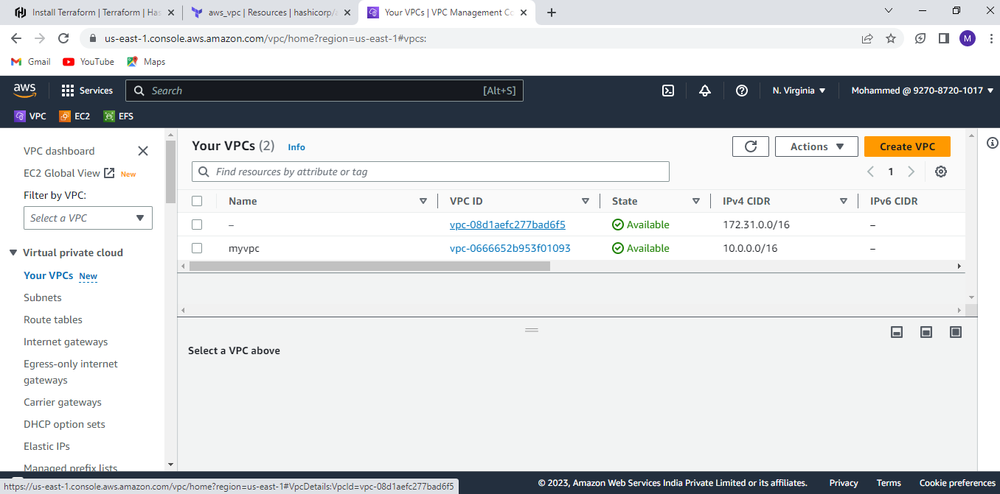 Install Terraform | Terraform | Has
aws_vpc | Resources | hashicorp/a
Your VPCs | VPC Management Co
us-east-1.console.aws.amazon.com/vpc/home?region=us-east-1#vpcs:
M
Gmail
YouTube
Maps
aws
Services
Search
[Alt+S]
N. Virginia
Mohammed @ 9270-8720-1017
VPC
EC2
EFS
VPC dashboard
EC2 Global View New
Filter by VPC:
Select a VPC
Virtual private cloud
Your VPCs New
Subnets
Route tables
Internet gateways
Egress-only internet
gateways
Carrier gateways
DHCP option sets
Elastic IPs
Managed prefix lists
Your VPCs (2) Info
Actions
Create VPC
Find resources by attribute or tag
1
Name VPC ID State IPv4 CIDR IPv6 CIDR
– vpc-08d1aefc277bad6f5 Available 172.31.0.0/16 –
myvpc vpc-0666652b953f01093 Available 10.0.0.0/16 –
Select a VPC above
https://us-east-1.console.aws.amazon.com/vpc/home?region=us-east-1#VpcDetails:VpcId=vpc-08d1aefc277bad6f5
© 2023, Amazon Web Services India Private Limited or its affiliates.
Privacy
Terms
Cookie preferences